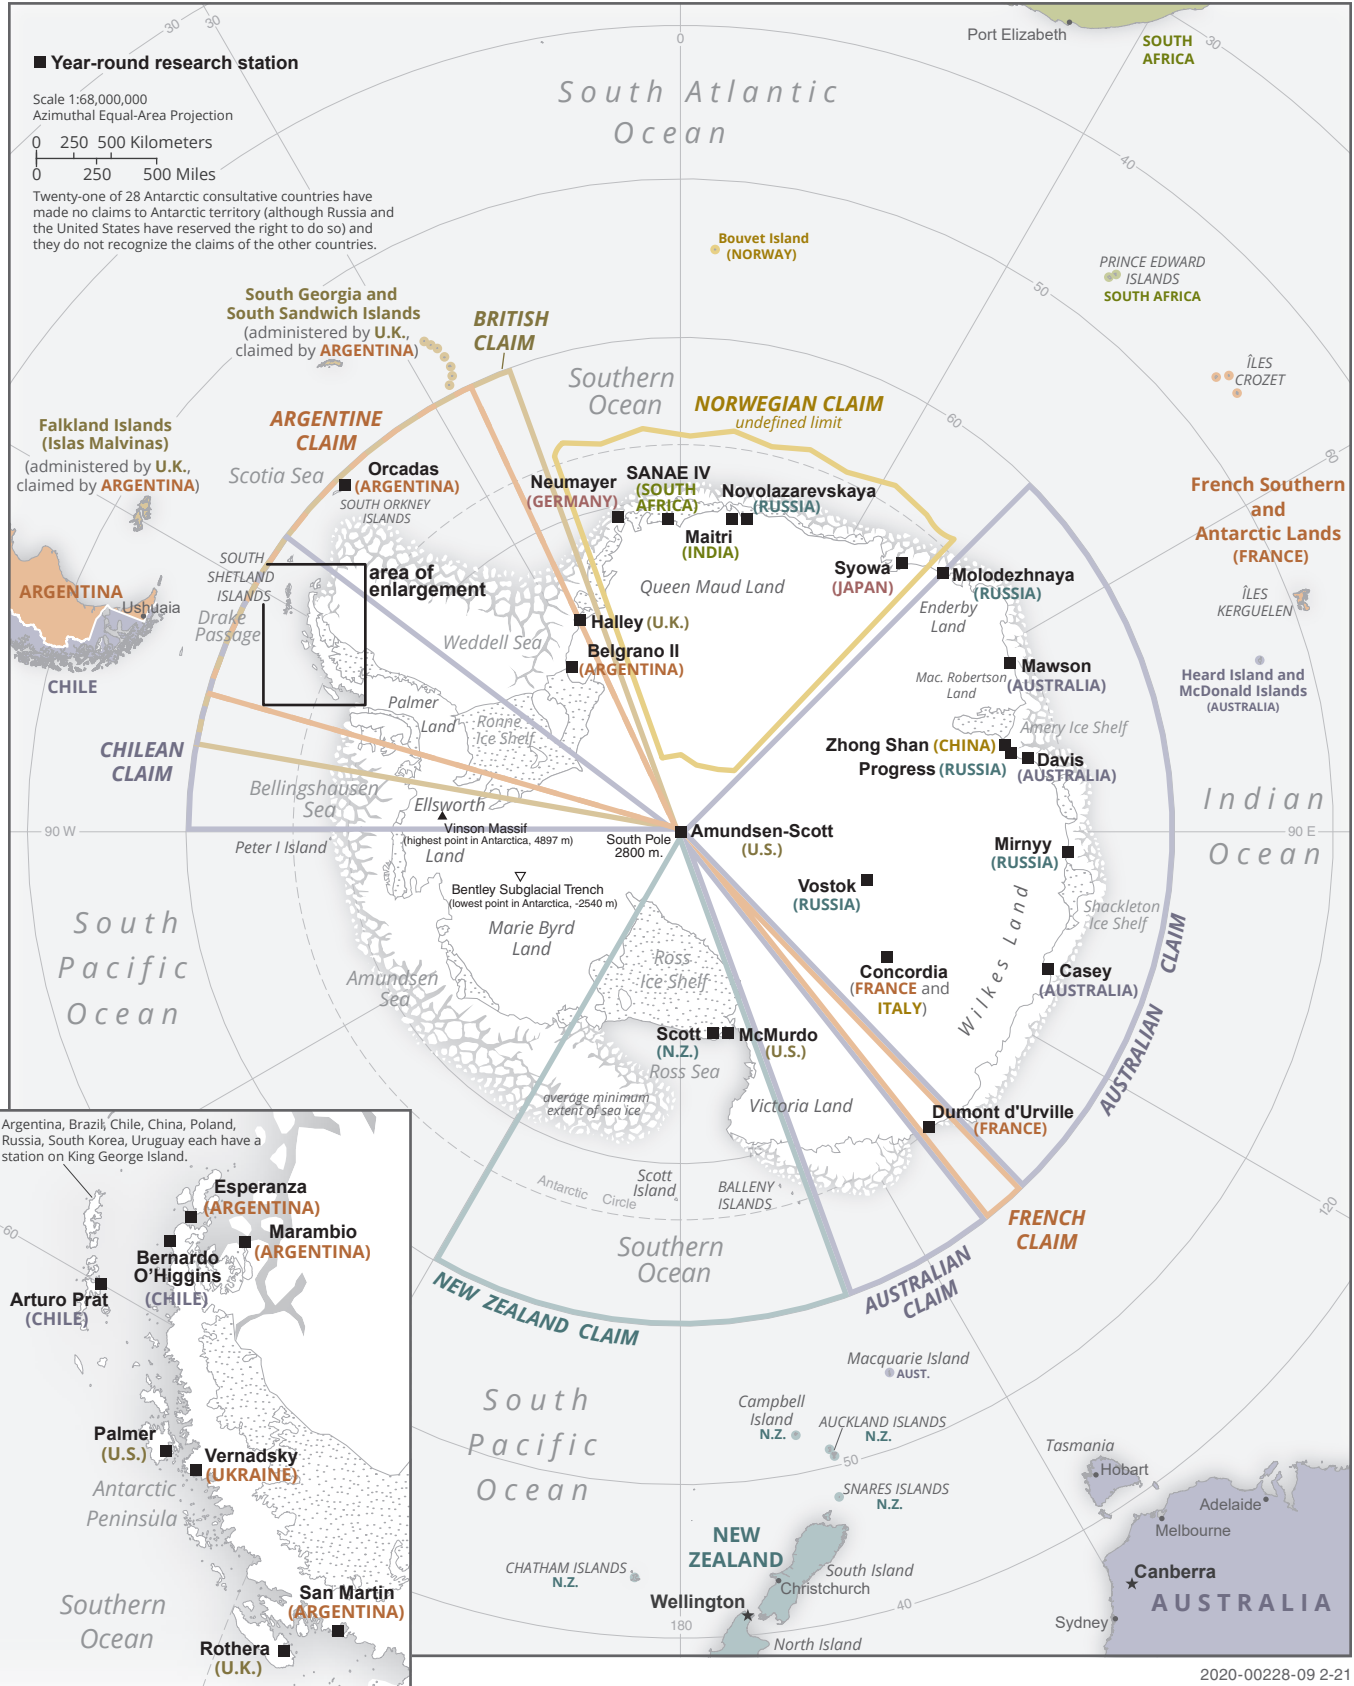 30
30
0
Port Elizabeth
SOUTH
AFRICA
30
Year-round research station
Scale 1:68,000,000
Azimuthal Equal-Area Projection
0 250 500 Kilometers
0 250 500 Miles
Twenty-one of 28 Antarctic consultative countries have
made no claims to Antarctic territory (although Russia and
the United States have reserved the right to do so) and
they do not recognize the claims of the other countries.
South Atlantic
Ocean
40
Bouvet Island
(NORWAY)
PRINCE EDWARD
ISLANDS
SOUTH AFRICA
50
South Georgia and
South Sandwich Islands
(administered by U.K.,
claimed by ARGENTINA)
BRITISH
CLAIM
ÎLES
CROZET
Southern
Ocean
NORWEGIAN CLAIM
undefined limit
60
60
ARGENTINE
CLAIM
Falkland Islands
(Islas Malvinas)
(administered by U.K.,
claimed by ARGENTINA)
Scotia Sea
Orcadas
(ARGENTINA)
SOUTH ORKNEY
ISLANDS
Neumayer
(GERMANY)
SANAE IV
(SOUTH
AFRICA)
Novolazarevskaya
(RUSSIA)
Maitri
(INDIA)
French Southern
and
Antarctic Lands
(FRANCE)
ÎLES
KERGUELEN
SOUTH
SHETLAND
ISLANDS
area of
enlargement
Queen Maud Land
Syowa
(JAPAN)
Molodezhnaya
(RUSSIA)
Enderby
Land
ARGENTINA
Ushuaia
Drake
Passage
CHILE
Weddell Sea
Halley (U.K.)
Belgrano II
(ARGENTINA)
Mawson
(AUSTRALIA)
Mac. Robertson
Land
Heard Island and
McDonald Islands
(AUSTRALIA)
Palmer
Land
Ronne
Ice Shelf
Amery Ice Shelf
Zhong Shan (CHINA)
Progress (RUSSIA)
Davis
(AUSTRALIA)
CHILEAN
CLAIM
Bellingshausen
Sea
Ellsworth
Land
Vinson Massif
(highest point in Antarctica, 4897 m)
Indian
Ocean
90 W
90 E
Peter I Island
South Pole
2800 m.
Amundsen-Scott
(U.S.)
Mirnyy
(RUSSIA)
Bentley Subglacial Trench
(lowest point in Antarctica, -2540 m)
Vostok
(RUSSIA)
Shackleton
Ice Shelf
South
Pacific
Ocean
Marie Byrd
Land
Ross
Ice Shelf
Concordia
(FRANCE and
ITALY)
Wilkes Land
Casey
(AUSTRALIA)
AUSTRALIAN CLAIM
Amundsen
Sea
Scott
(N.Z.)
McMurdo
(U.S.)
Ross Sea
average minimum
extent of sea ice
Victoria Land
Dumont d'Urville
(FRANCE)
Antarctic Circle
Scott
Island
BALLENY
ISLANDS
120
FRENCH
CLAIM
Southern
Ocean
NEW ZEALAND CLAIM
AUSTRALIAN
CLAIM
Argentina, Brazil, Chile, China, Poland,
Russia, South Korea, Uruguay each have a
station on King George Island.
Esperanza
(ARGENTINA)
60
Marambio
(ARGENTINA)
Bernardo
O'Higgins
(CHILE)
Arturo Prat
(CHILE)
Palmer
(U.S.)
Vernadsky
(UKRAINE)
Antarctic
Peninsula
San Martin
(ARGENTINA)
Southern
Ocean
Rothera
(U.K.)
Macquarie Island
AUST.
South
Pacific
Ocean
Campbell
Island
N.Z.
AUCKLAND ISLANDS
N.Z.
50
SNARES ISLANDS
N.Z.
Tasmania
Hobart
Adelaide
Melbourne
NEW
ZEALAND
CHATHAM ISLANDS
N.Z.
South Island
Christchurch
Wellington
40
Canberra
AUSTRALIA
Sydney
180
North Island
2020-00228-09 2-21